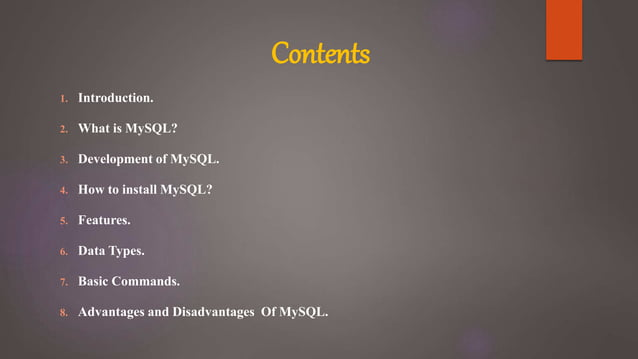 Contents
1. Introduction.
2. What is MySQL?
3. Development of MySQL.
4. How to install MySQL?
5. Features.
6. Data Types.
7. Basic Commands.
8. Advantages and Disadvantages Of MySQL.